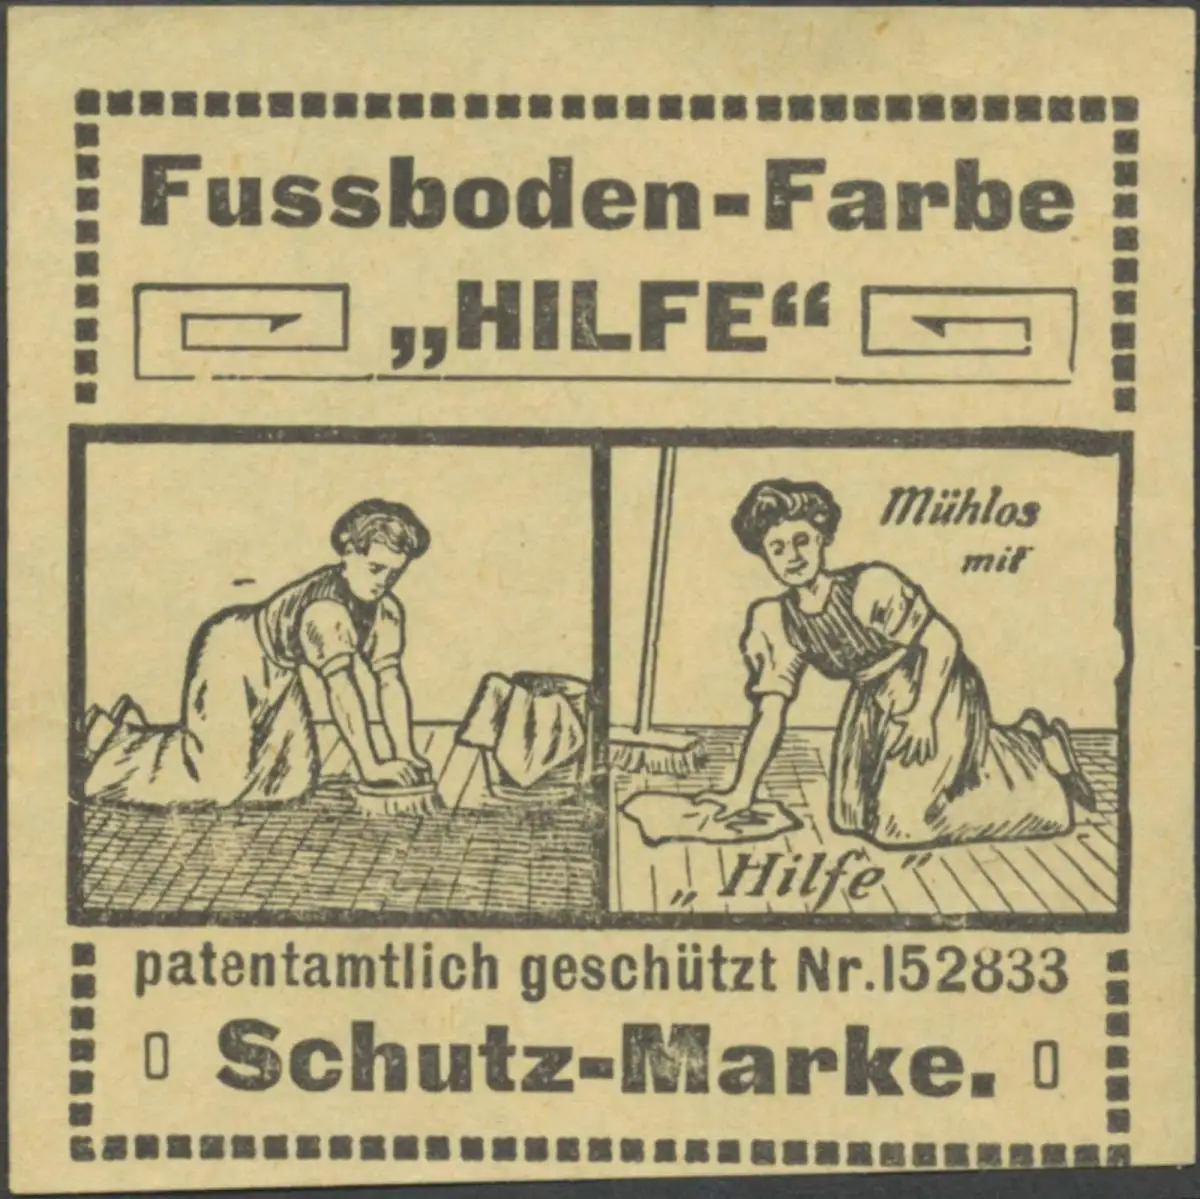 Fussboden-Farbe
„HILFE“
Mühlos
mit
„Hilfe"
patentamtlich geschützt Nr.152833
Schutz-Marke.